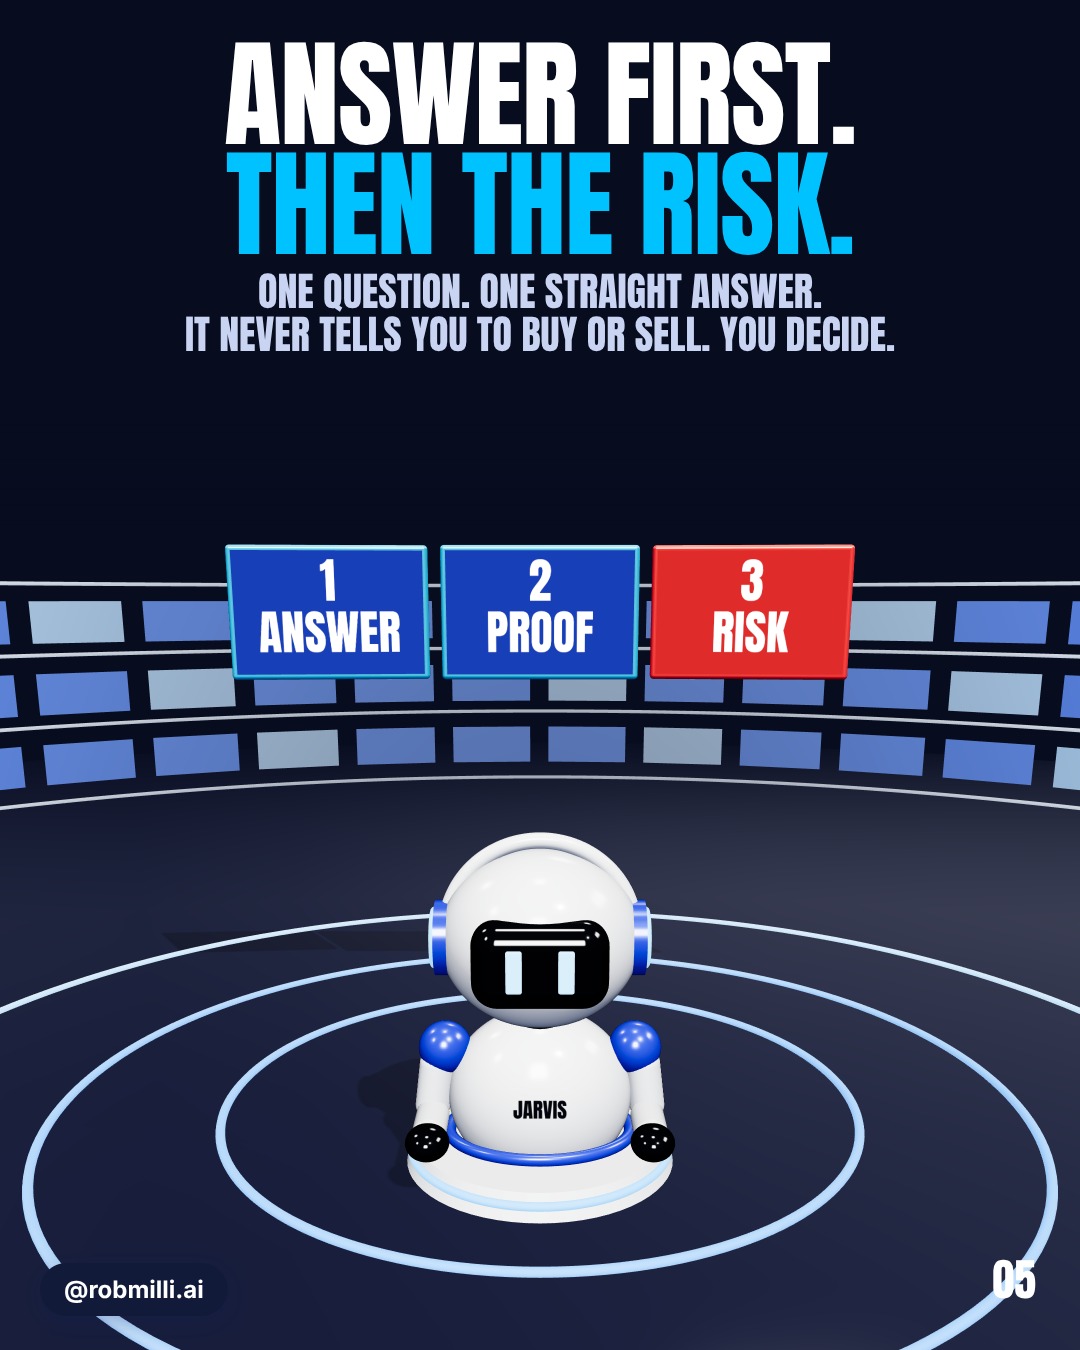 ANSWER FIRST.
THEN THE RISK.
ONE QUESTION. ONE STRAIGHT ANSWER.
IT NEVER TELLS YOU TO BUY OR SELL. YOU DECIDE.
1
ANSWER
2
PROOF
3
RISK
JARVIS
@robmilli.ai
05